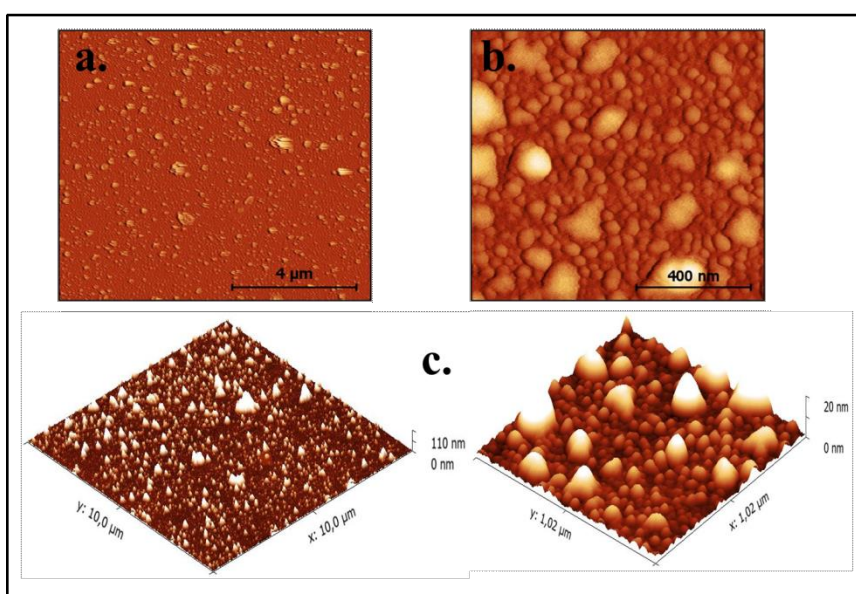 a.
b.
4 µm
400 nm
c.
110 nm
0 nm
y: 10,0 µm
x: 10,0 µm
20 nm
0 nm
y: 1,02 µm
x: 1,02 µm